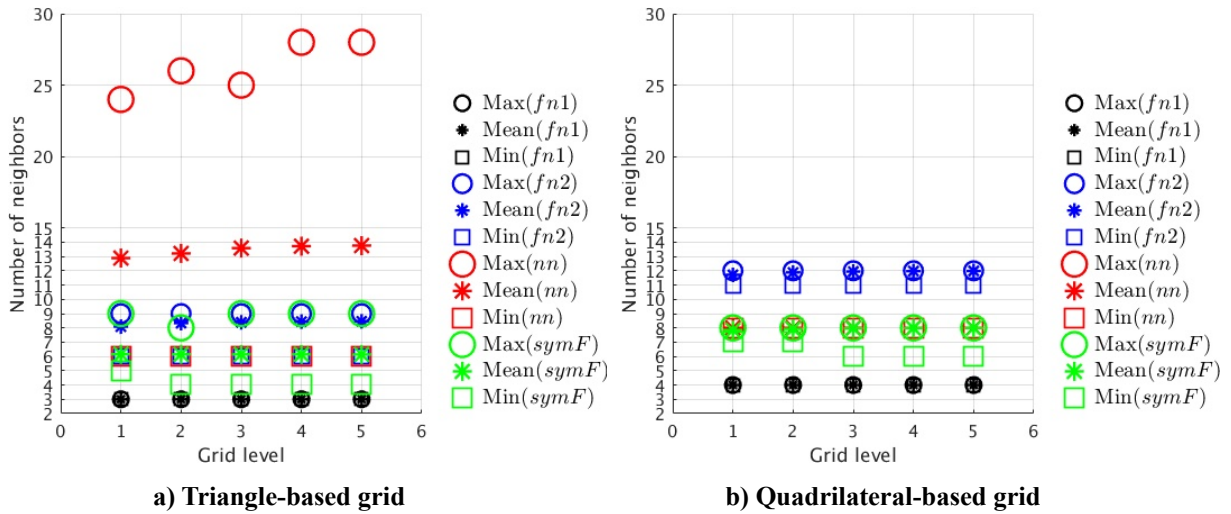 30
25
20
15
14
13
12
11
10
9
8
7
6
5
4
3
2
Number of neighbors
0 1 2 3 4 5 6
Grid level
Max(fn1)
Mean(fn1)
Min(fn1)
Max(fn2)
Mean(fn2)
Min(fn2)
Max(nn)
Mean(nn)
Min(nn)
Max(symF)
Mean(symF)
Min(symF)
a) Triangle-based grid
30
25
20
15
14
13
12
11
10
9
8
7
6
5
4
3
2
Number of neighbors
0 1 2 3 4 5 6
Grid level
Max(fn1)
Mean(fn1)
Min(fn1)
Max(fn2)
Mean(fn2)
Min(fn2)
Max(nn)
Mean(nn)
Min(nn)
Max(symF)
Mean(symF)
Min(symF)
b) Quadrilateral-based grid